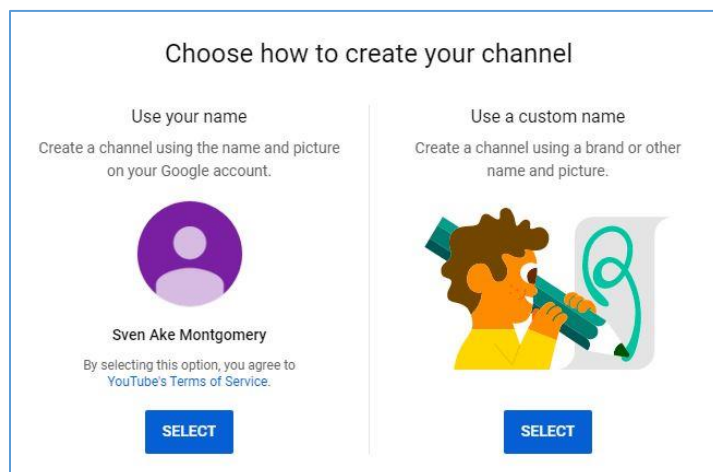 Choose how to create your channel
Use your name
Create a channel using the name and picture
on your Google account.
Sven Ake Montgomery
By selecting this option, you agree to
YouTube's Terms of Service.
SELECT
Use a custom name
Create a channel using a brand or other
name and picture.
SELECT